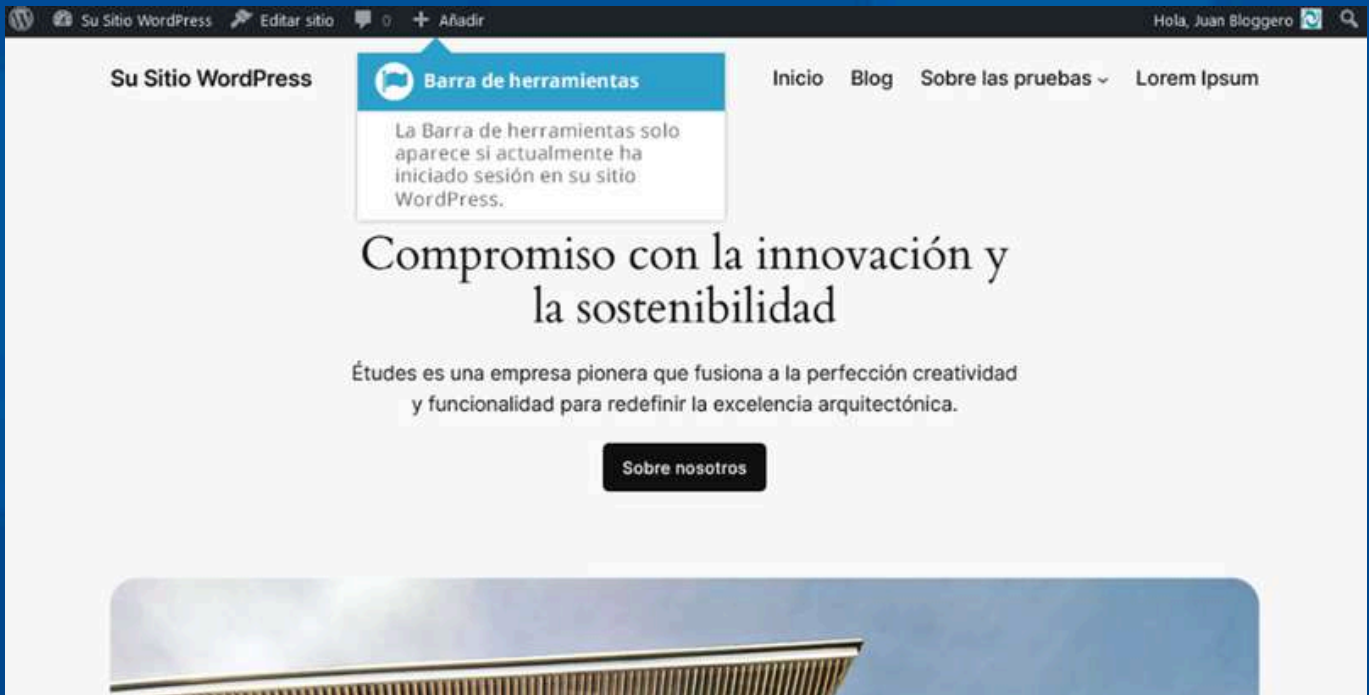 Su Sitio WordPress Editar sitio 0 Añadir Hola, Juan Bloggero
Su Sitio WordPress Inicio Blog Sobre las pruebas Lorem Ipsum
Barra de herramientas
La Barra de herramientas solo
aparece si actualmente ha
iniciado sesión en su sitio
WordPress.
Compromiso con la innovación y
la sostenibilidad
Études es una empresa pionera que fusiona a la perfección creatividad
y funcionalidad para redefinir la excelencia arquitectónica.
Sobre nosotros